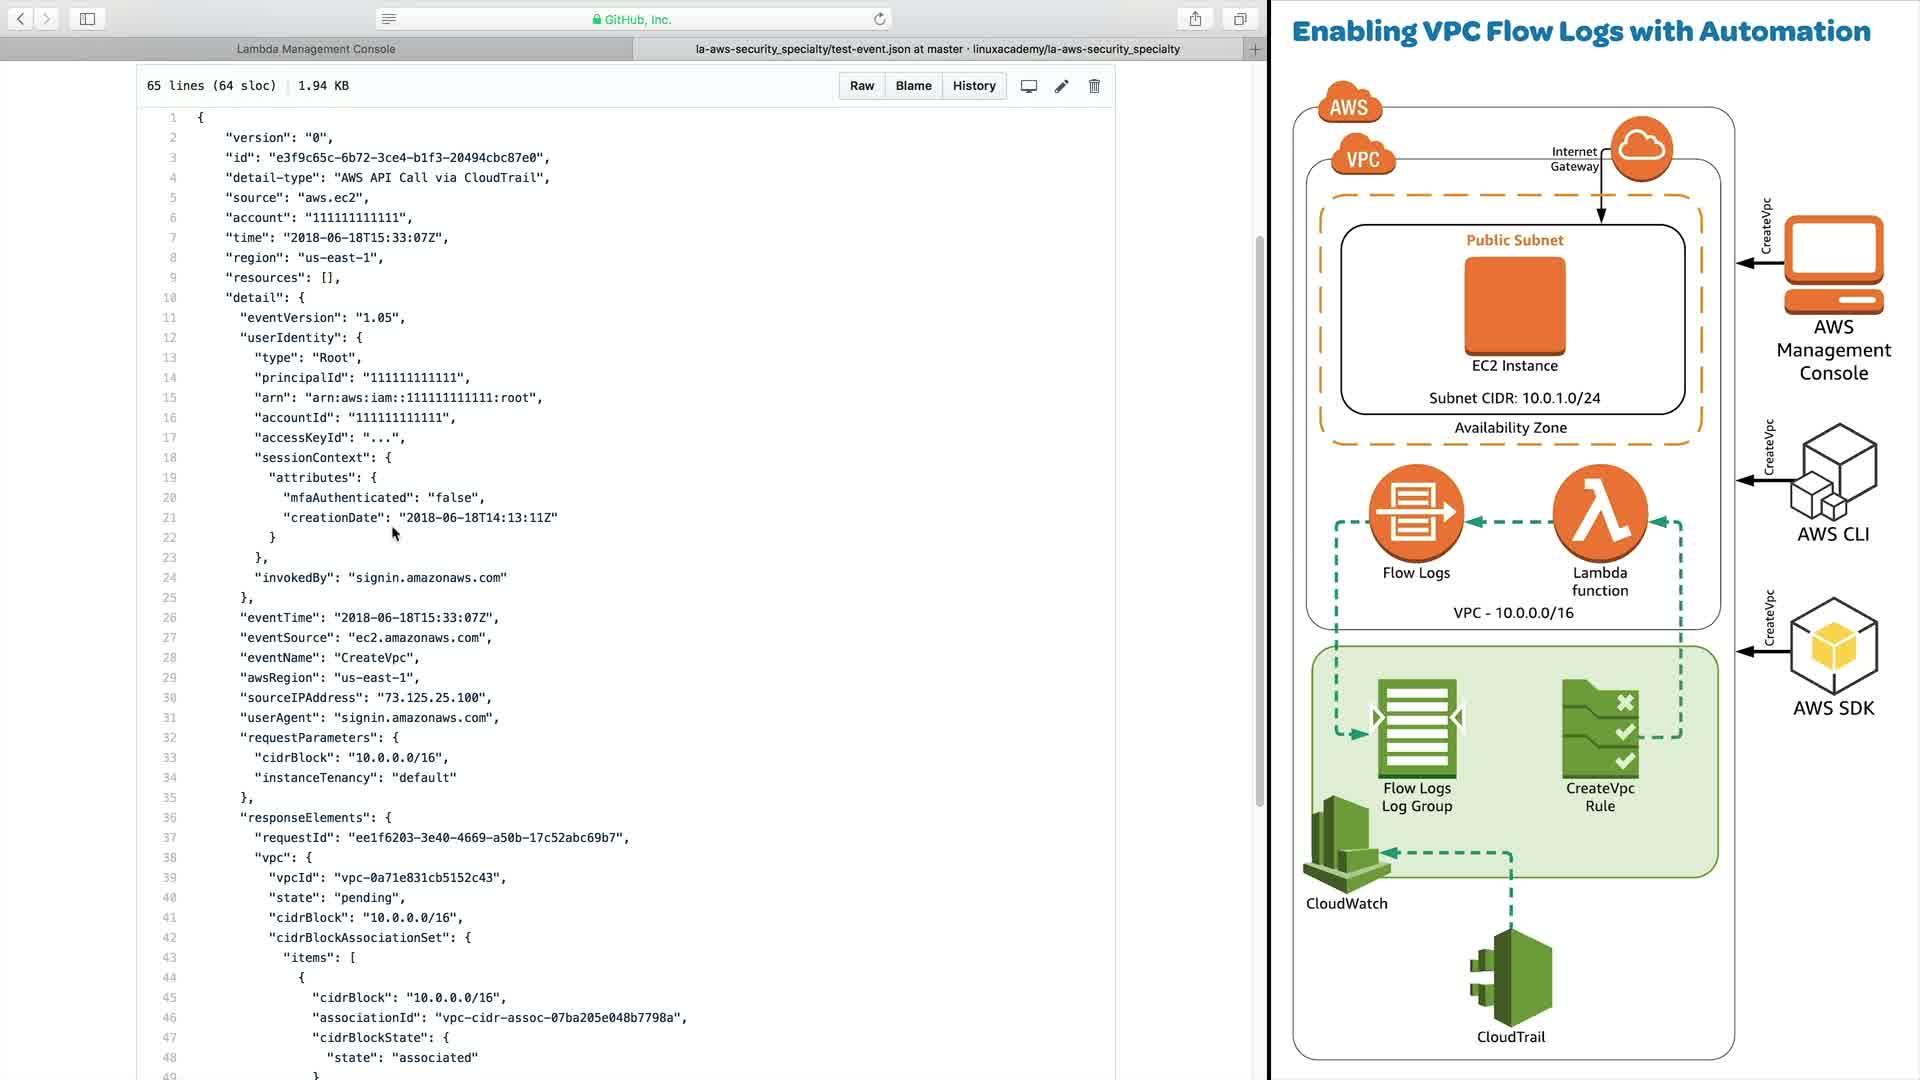 GitHub, Inc.
Lambda Management Console
la-aws-security_specialty/test-event.json at master · linuxacademy/la-aws-security_specialty
65 lines (64 sloc) | 1.94 KB
Raw
Blame
History
1 {
2 "version": "0",
3 "id": "e3f9c65c-6b72-3ce4-b1f3-20494cbc87e0",
4 "detail-type": "AWS API Call via CloudTrail",
5 "source": "aws.ec2",
6 "account": "111111111111",
7 "time": "2018-06-18T15:33:07Z",
8 "region": "us-east-1",
9 "resources": [],
10 "detail": {
11 "eventVersion": "1.05",
12 "userIdentity": {
13 "type": "Root",
14 "principalId": "111111111111",
15 "arn": "arn:aws:iam::111111111111:root",
16 "accountId": "111111111111",
17 "accessKeyId": "...",
18 "sessionContext": {
19 "attributes": {
20 "mfaAuthenticated": "false",
21 "creationDate": "2018-06-18T14:13:11Z"
22 }
23 },
24 "invokedBy": "signin.amazonaws.com"
25 },
26 "eventTime": "2018-06-18T15:33:07Z",
27 "eventSource": "ec2.amazonaws.com",
28 "eventName": "CreateVpc",
29 "awsRegion": "us-east-1",
30 "sourceIPAddress": "73.125.25.100",
31 "userAgent": "signin.amazonaws.com",
32 "requestParameters": {
33 "cidrBlock": "10.0.0.0/16",
34 "instanceTenancy": "default"
35 },
36 "responseElements": {
37 "requestId": "ee1f6203-3e40-4669-a50b-17c52abc69b7",
38 "vpc": {
39 "vpcId": "vpc-0a71e831cb5152c43",
40 "state": "pending",
41 "cidrBlock": "10.0.0.0/16",
42 "cidrBlockAssociationSet": {
43 "items": [
44 {
45 "cidrBlock": "10.0.0.0/16",
46 "associationId": "vpc-cidr-assoc-07ba205e048b7798a",
47 "cidrBlockState": {
48 "state": "associated"
49 }
Enabling VPC Flow Logs with Automation
AWS
VPC
Internet
Gateway
Public Subnet
EC2 Instance
Subnet CIDR: 10.0.1.0/24
Availability Zone
Flow Logs
Lambda
function
VPC - 10.0.0.0/16
Flow Logs
Log Group
CreateVpc
Rule
CloudWatch
CloudTrail
CreateVpc
AWS
Management
Console
CreateVpc
AWS CLI
CreateVpc
AWS SDK